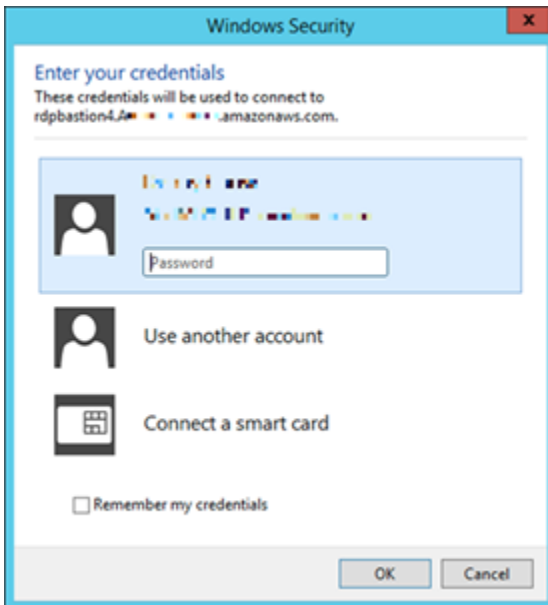 Windows Security
x
Enter your credentials
These credentials will be used to connect to
rdpbastion4.A .amazonaws.com.
Password
Use another account
Connect a smart card
Remember my credentials
OK
Cancel